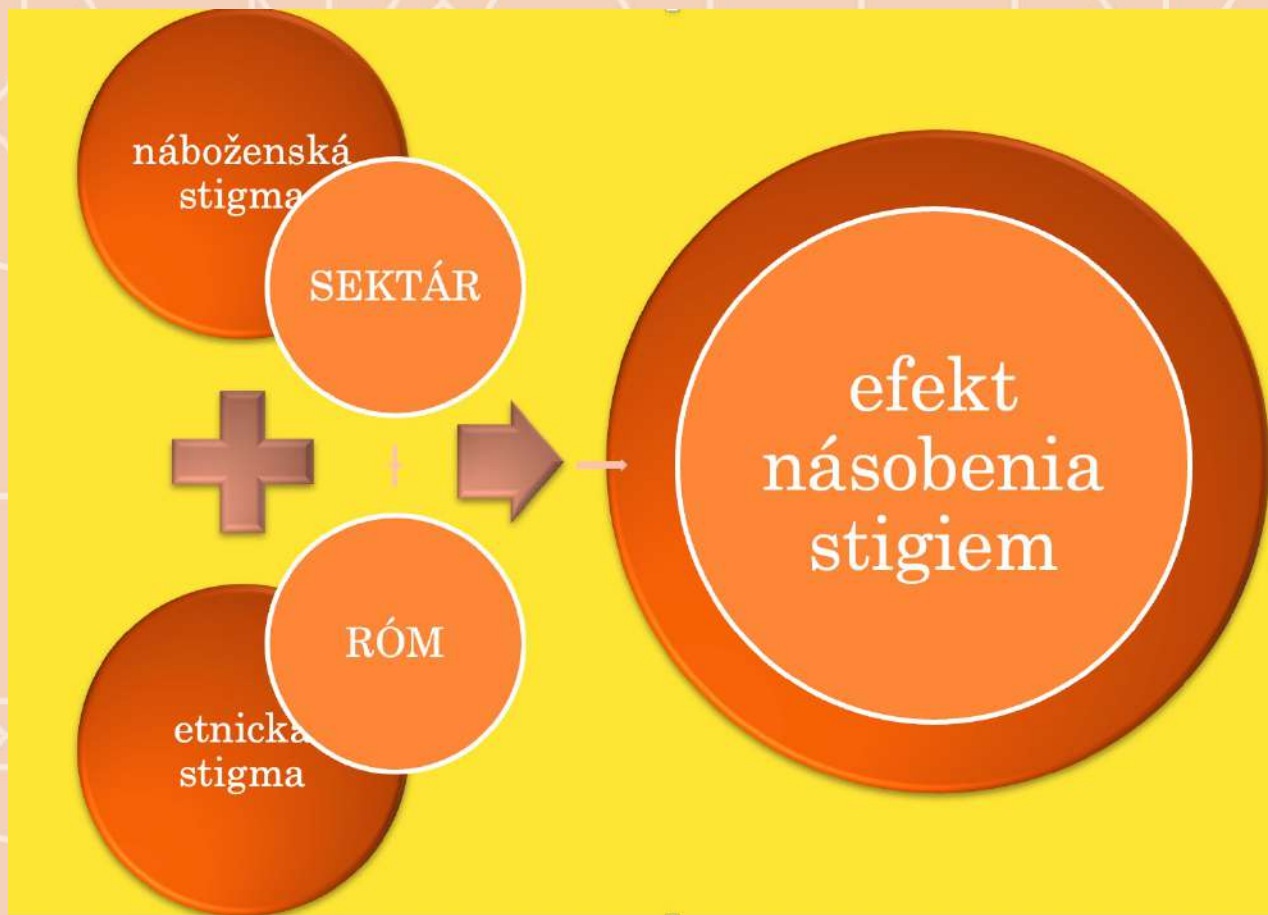 náboženská
stigma
SEKTÁR
RÓM
etnická
stigma
efekt
násobenia
stigiem